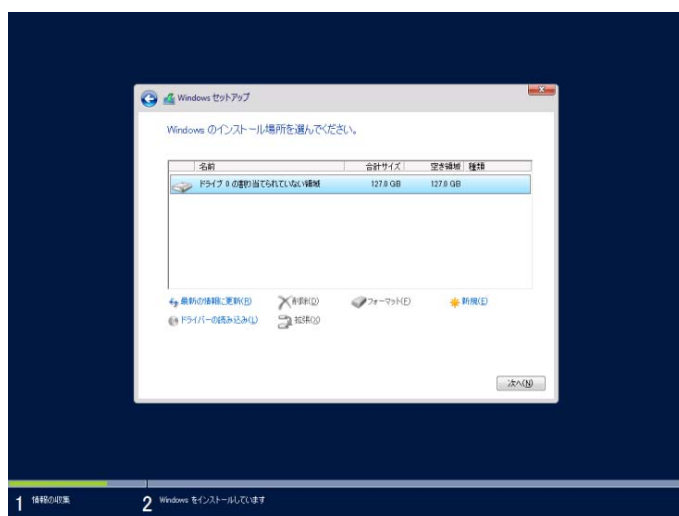 Windows セットアップ
Windows のインストール場所を選んでください。
名前 合計サイズ 空き領域 種類
ドライブ 0 の割り当てられていない領域 127.0 GB 127.0 GB
最新の情報に更新(R) 削除(D) フォーマット(F) 新規(E)
ドライバーの読み込み(L) 拡張(X)
次へ(N)
1 情報の収集 2 Windows をインストールしています